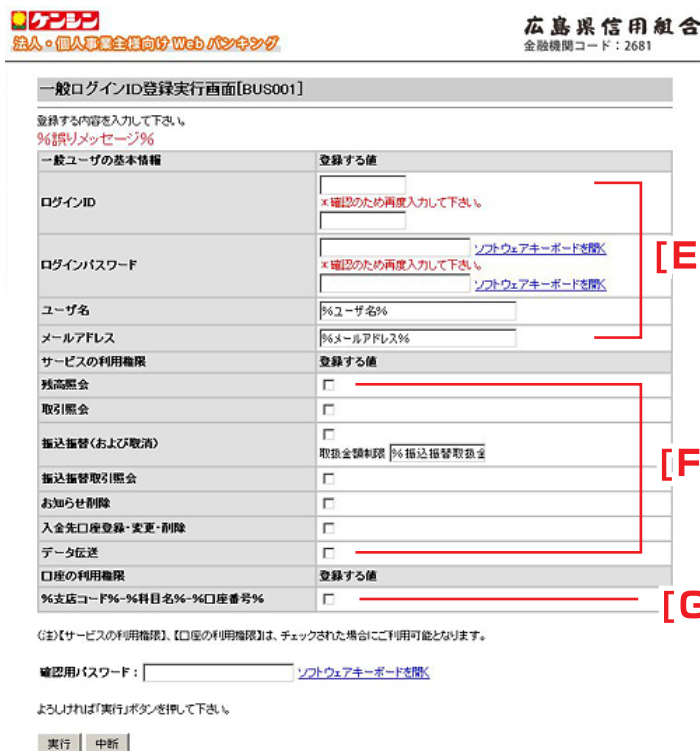 ケンシン
法人・個人事業主様向け Web バンキング
広島県信用組合
金融機関コード：2681
一般ログインID登録実行画面[BUS001]
登録する内容を入力して下さい。
%誤りメッセージ%
一般ユーザの基本情報 登録する値
ログインID
*確認のため再度入力して下さい。
[E
ログインパスワード
ソフトウェアキーボードを開く
*確認のため再度入力して下さい。
ソフトウェアキーボードを開く
ユーザ名 %ユーザ名%
メールアドレス %メールアドレス%
サービスの利用権限 登録する値
残高照会
取引照会
振込振替(および取消)
取扱金額制限 %振込振替取扱金
[F
振込振替取引照会
お知らせ削除
入金先口座登録・変更・削除
データ伝送
口座の利用権限 登録する値
%支店コード%-%科目名%-%口座番号%
[G
(注)【サービスの利用権限】、【口座の利用権限】は、チェックされた場合にご利用可能となります。
確認用パスワード： ソフトウェアキーボードを開く
よろしければ「実行」ボタンを押して下さい。
実行 中断